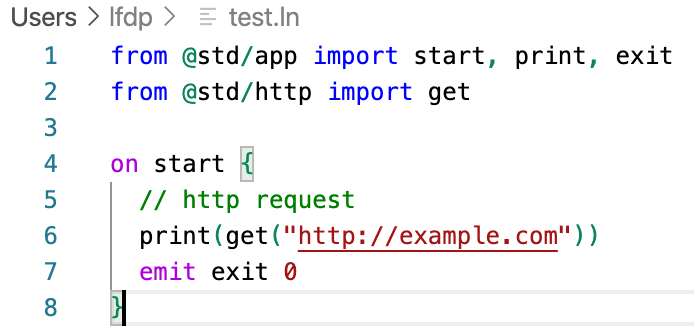 Users > lfdp > test.ln
1 from @std/app import start, print, exit
2 from @std/http import get
3
4 on start {
5   // http request
6   print(get("http://example.com"))
7   emit exit 0
8 }